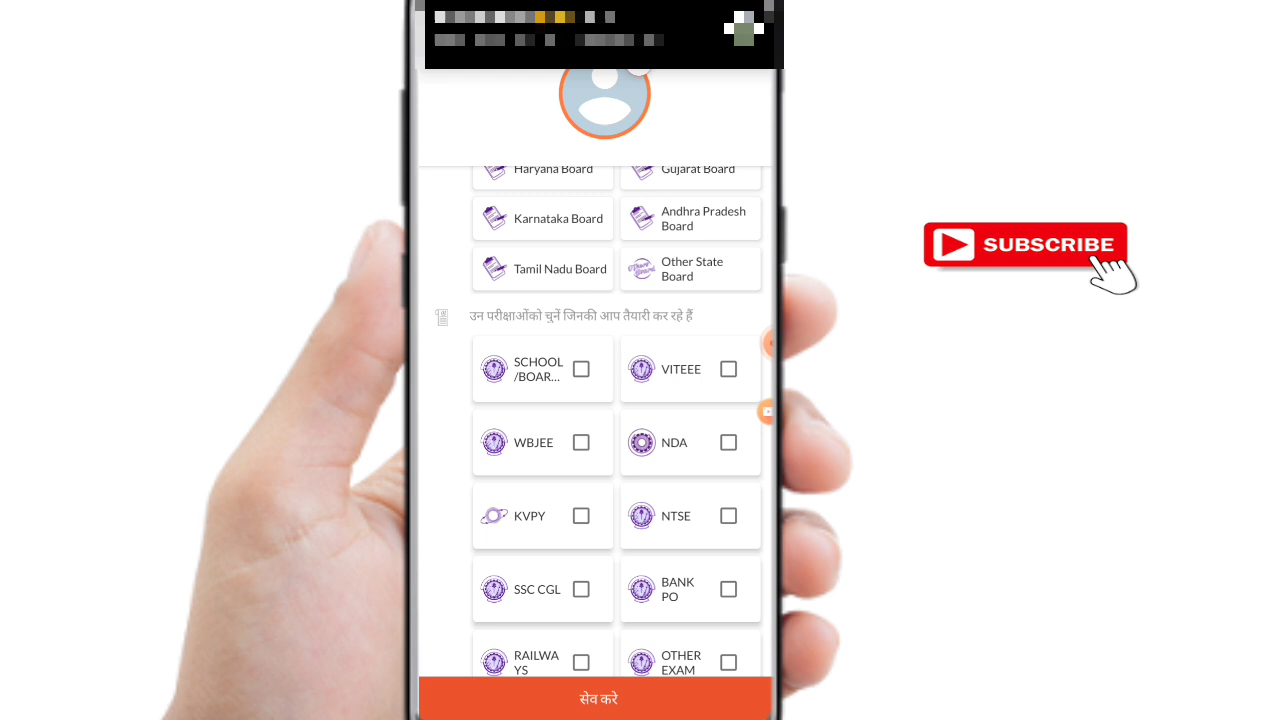 Haryana Board
Gujarat Board
Karnataka Board
Andhra Pradesh
Board
Tamil Nadu Board
Other State
Board
उन परीक्षाओंको चुनें जिनकी आप तैयारी कर रहे हैं
SCHOOL
/BOAR...
VITEEE
WBJEE
NDA
KVPY
NTSE
SSC CGL
BANK
PO
RAILWA
YS
OTHER
EXAM
सेव करे
SUBSCRIBE